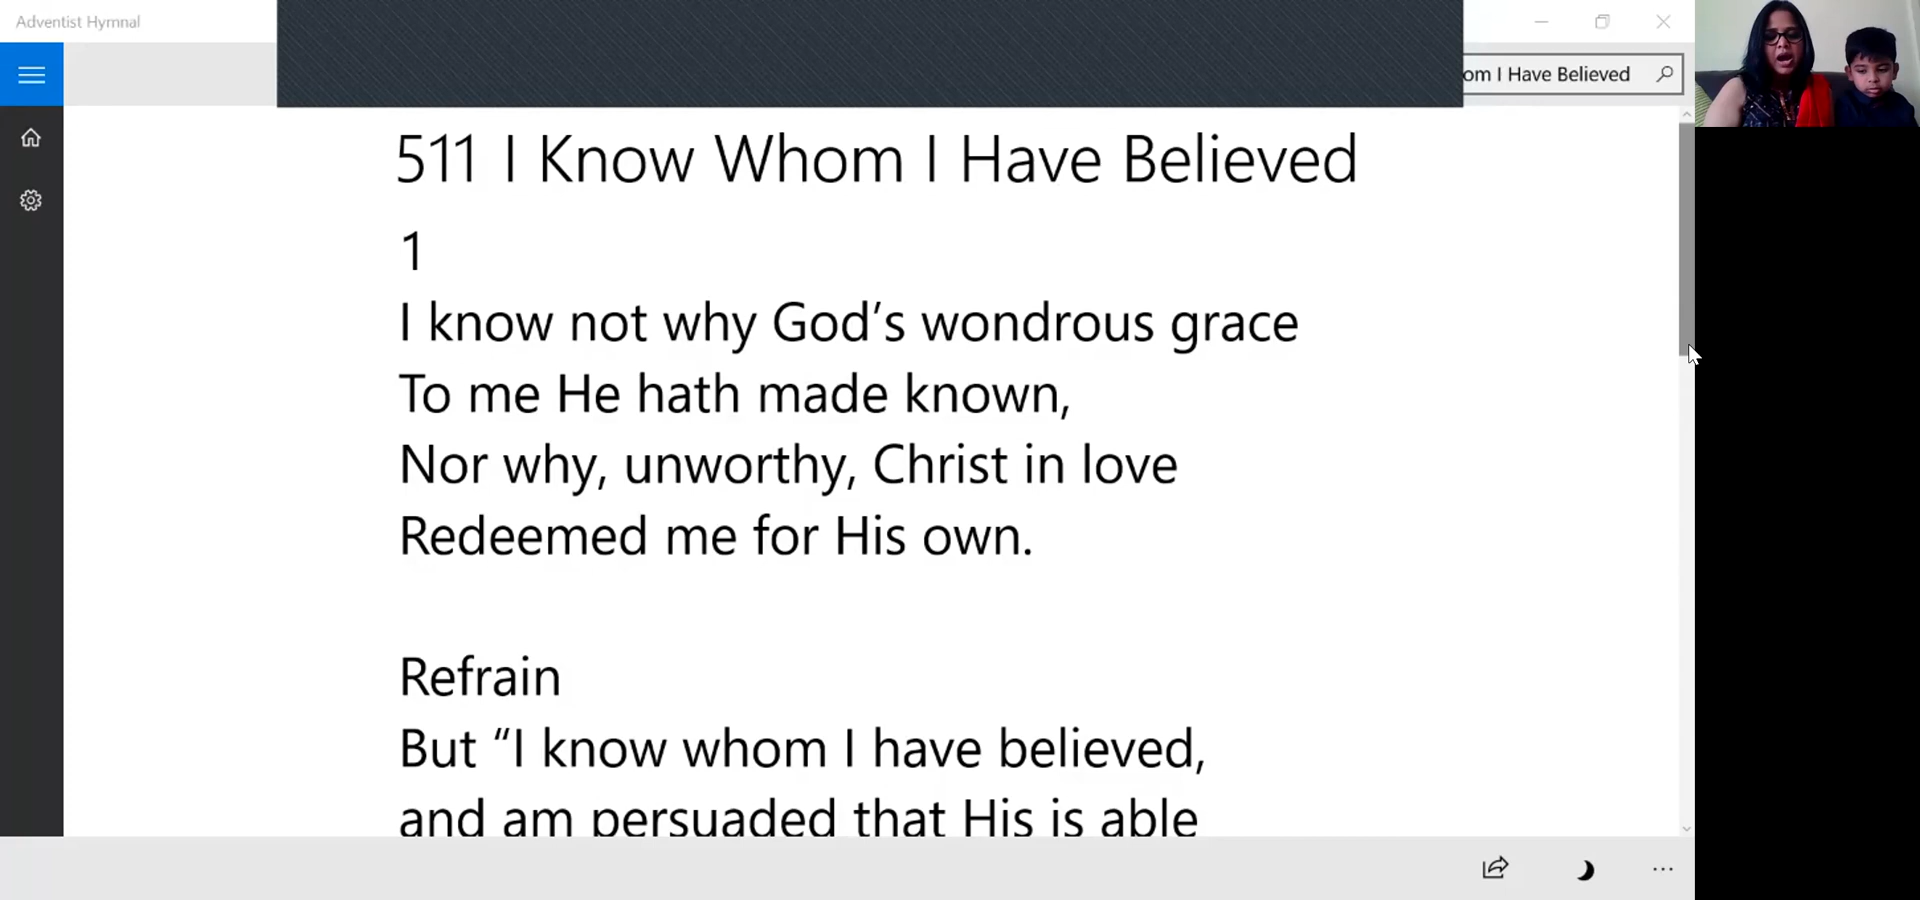 Adventist Hymnal
om I Have Believed
511 I Know Whom I Have Believed
1
I know not why God’s wondrous grace
To me He hath made known,
Nor why, unworthy, Christ in love
Redeemed me for His own.
Refrain
But “I know whom I have believed,
and am persuaded that His is able